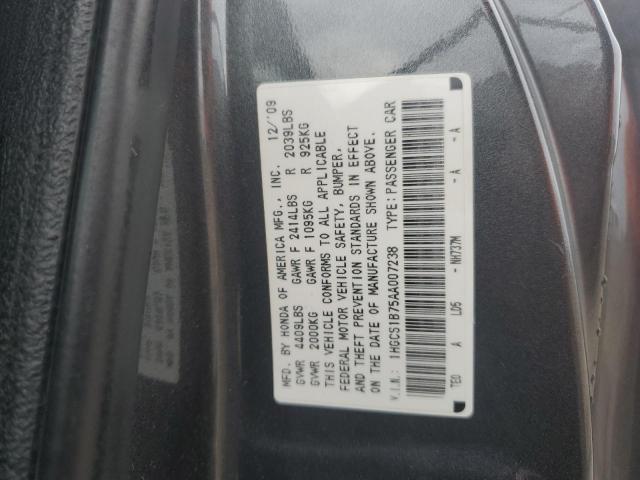 MFD. BY HONDA OF AMERICA MFG., INC. 12/'09
GVWR 4409LBS GAWR F 2414LBS R 2039LBS
GVWR 2000KG GAWR F 1095KG R 925KG
THIS VEHICLE CONFORMS TO ALL APPLICABLE
FEDERAL MOTOR VEHICLE SAFETY, BUMPER,
AND THEFT PREVENTION STANDARDS IN EFFECT
ON THE DATE OF MANUFACTURE SHOWN ABOVE.
V.I.N.: 1HGCS1B75AA007238 TYPE: PASSENGER CAR
TE0 A L05 - NH737M - A - A